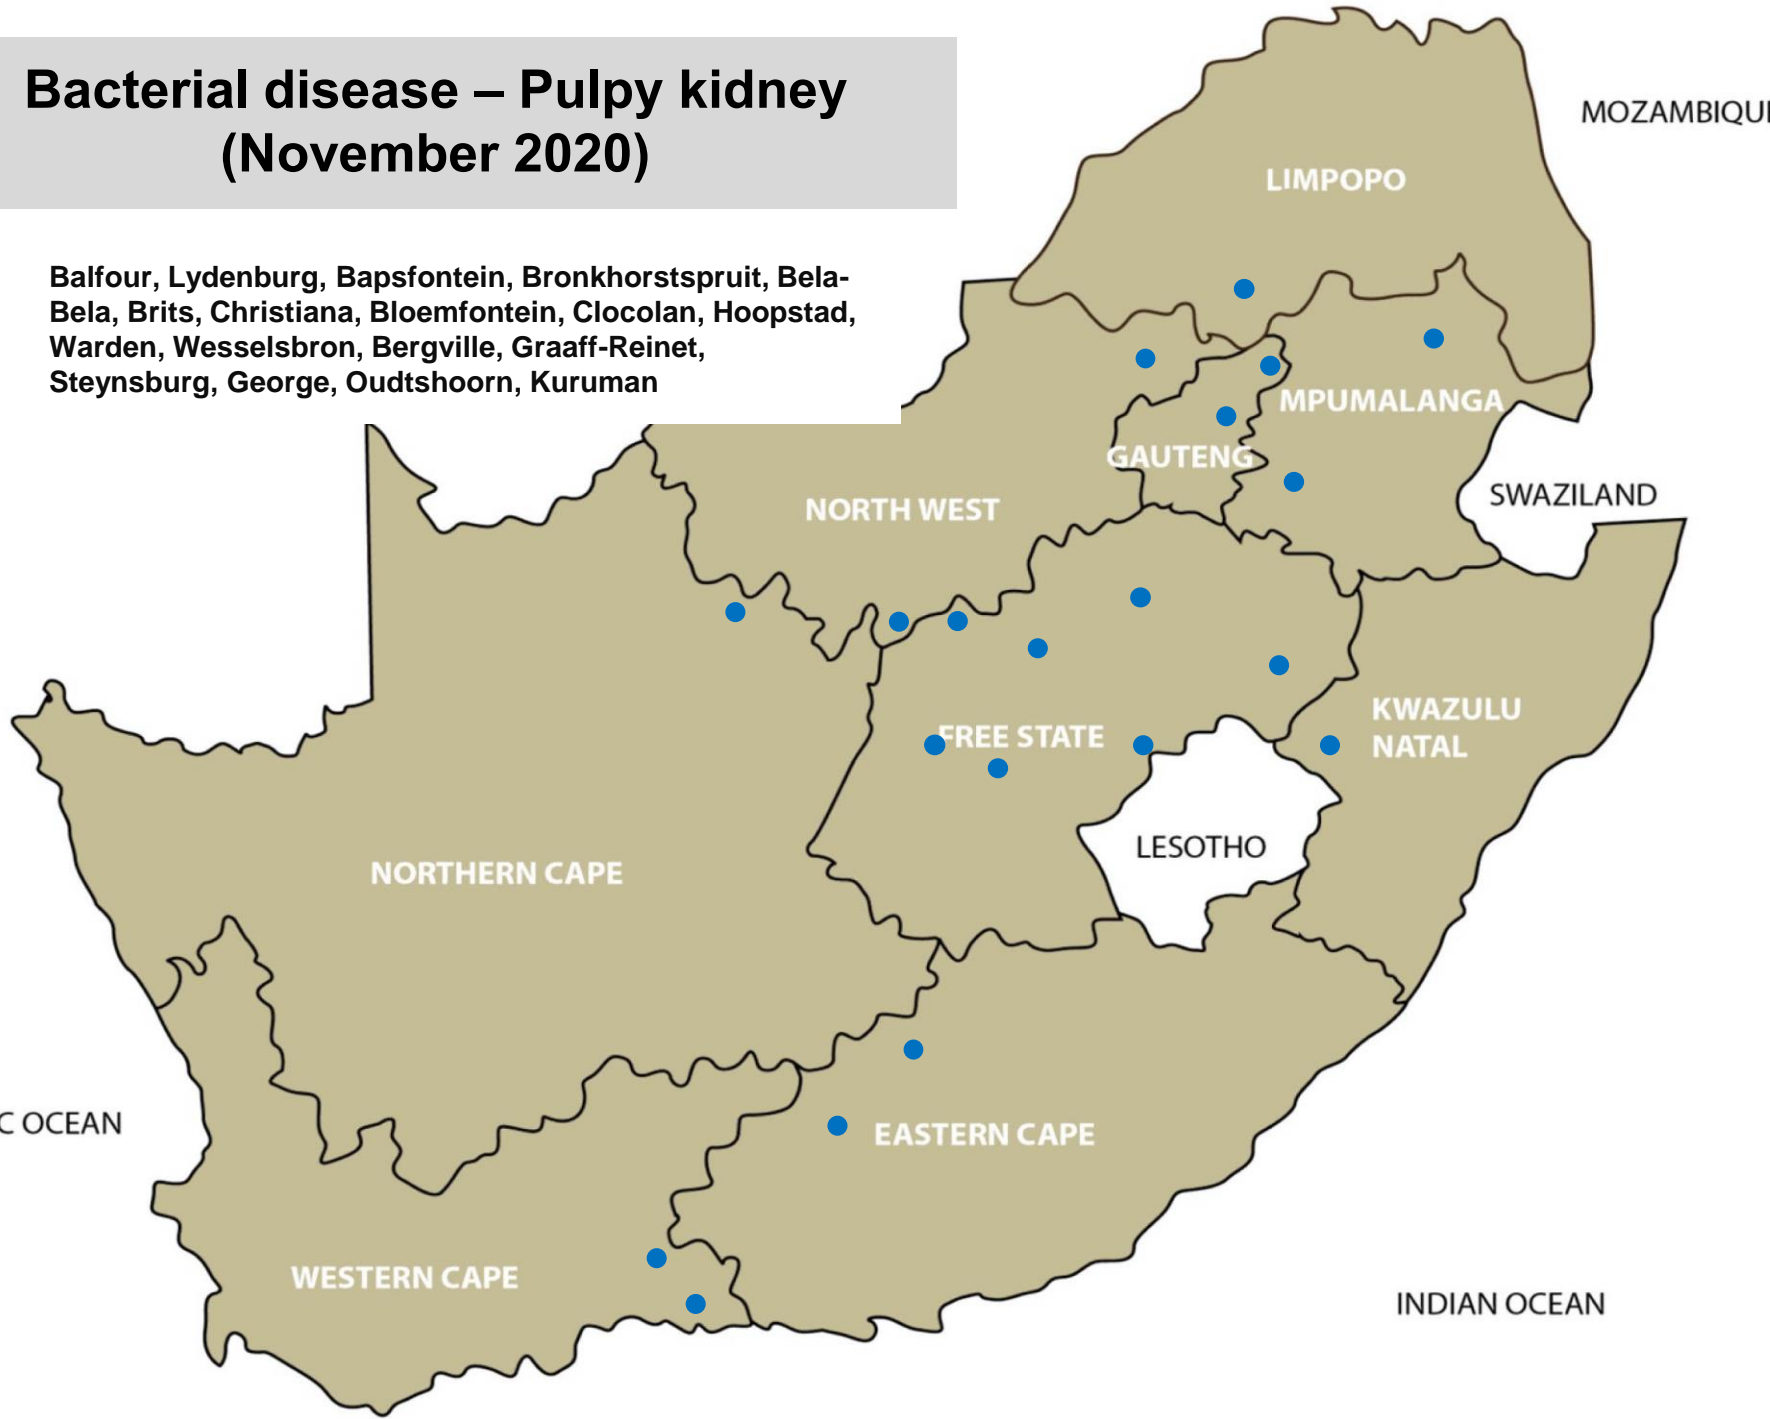 Bacterial disease – Pulpy kidney
(November 2020)
Balfour, Lydenburg, Bapsfontein, Bronkhorstspruit, Bela-
Bela, Brits, Christiana, Bloemfontein, Clocolan, Hoopstad,
Warden, Wesselsbron, Bergville, Graaff-Reinet,
Steynsburg, George, Oudtshoorn, Kuruman
MOZAMBIQUE
LIMPOPO
MPUMALANGA
GAUTENG
NORTH WEST
SWAZILAND
KWAZULU
NATAL
FREE STATE
LESOTHO
NORTHERN CAPE
C OCEAN
EASTERN CAPE
WESTERN CAPE
INDIAN OCEAN